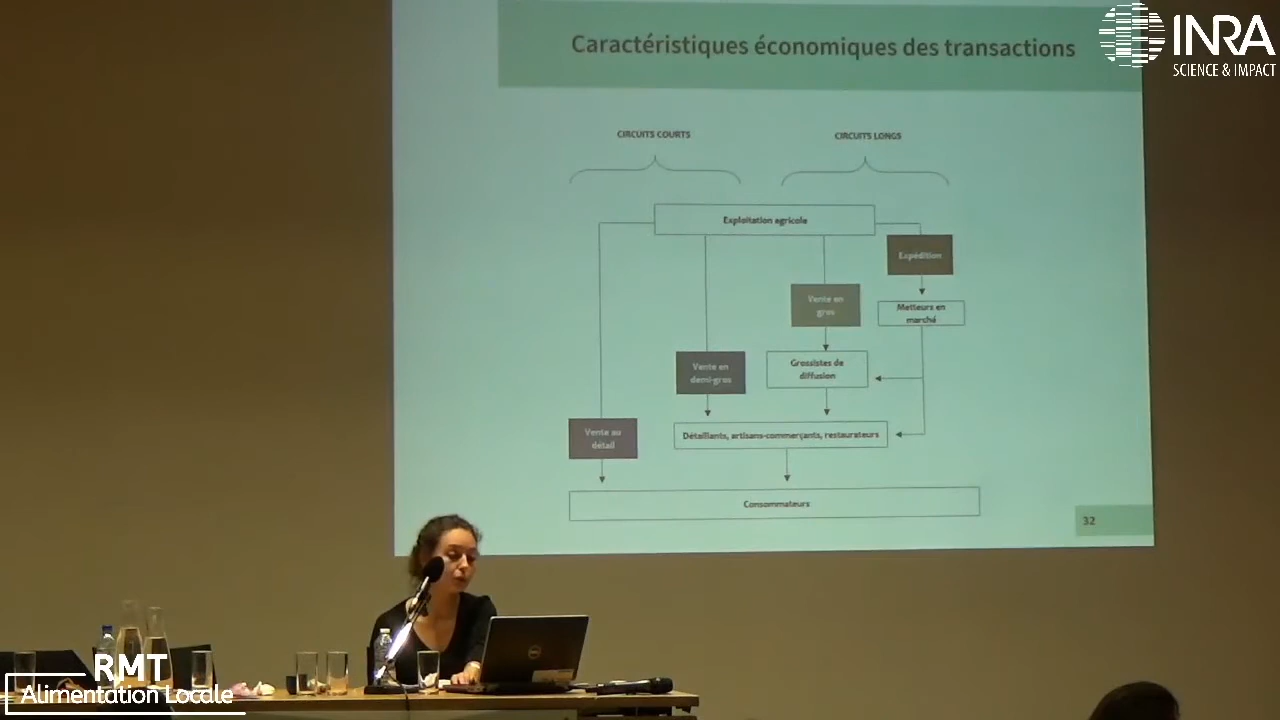 Caractéristiques économiques des transactions
INRA
SCIENCE & IMPACT
CIRCUITS COURTS
CIRCUITS LONGS
Exploitation agricole
Expédition
Vente en
gros
Metteurs en
marché
Vente en
demi-gros
Grossistes de
diffusion
Vente au
détail
Détaillants, artisans-commerçants, restaurateurs
Consommateurs
32
DELL
RMT
Alimentation Locale